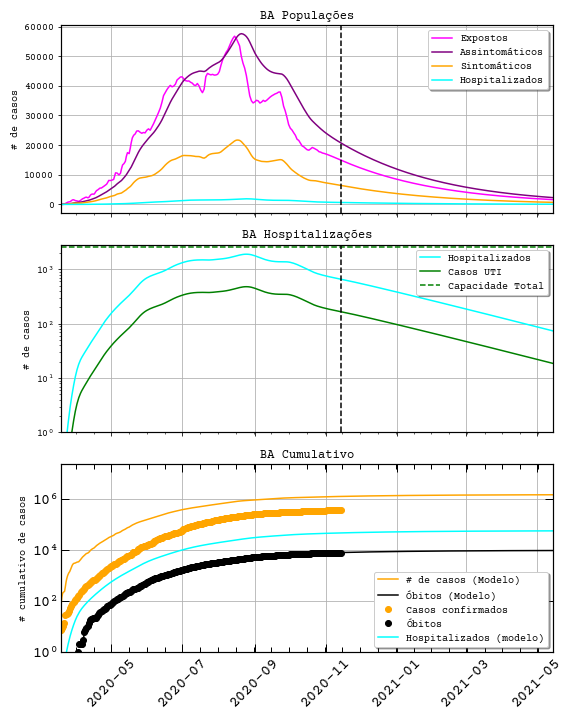 BA Populações
60000
50000
40000
30000
20000
10000
0
# de casos
Expostos
Assintomáticos
Sintomáticos
Hospitalizados
BA Hospitalizações
10³
10²
10¹
10⁰
# de casos
Hospitalizados
Casos UTI
Capacidade Total
BA Cumulativo
10⁶
10⁴
10²
10⁰
# cumulativo de casos
# de casos (Modelo)
Óbitos (Modelo)
Casos confirmados
Óbitos
Hospitalizados (modelo)
2020-05
2020-07
2020-09
2020-11
2021-01
2021-03
2021-05